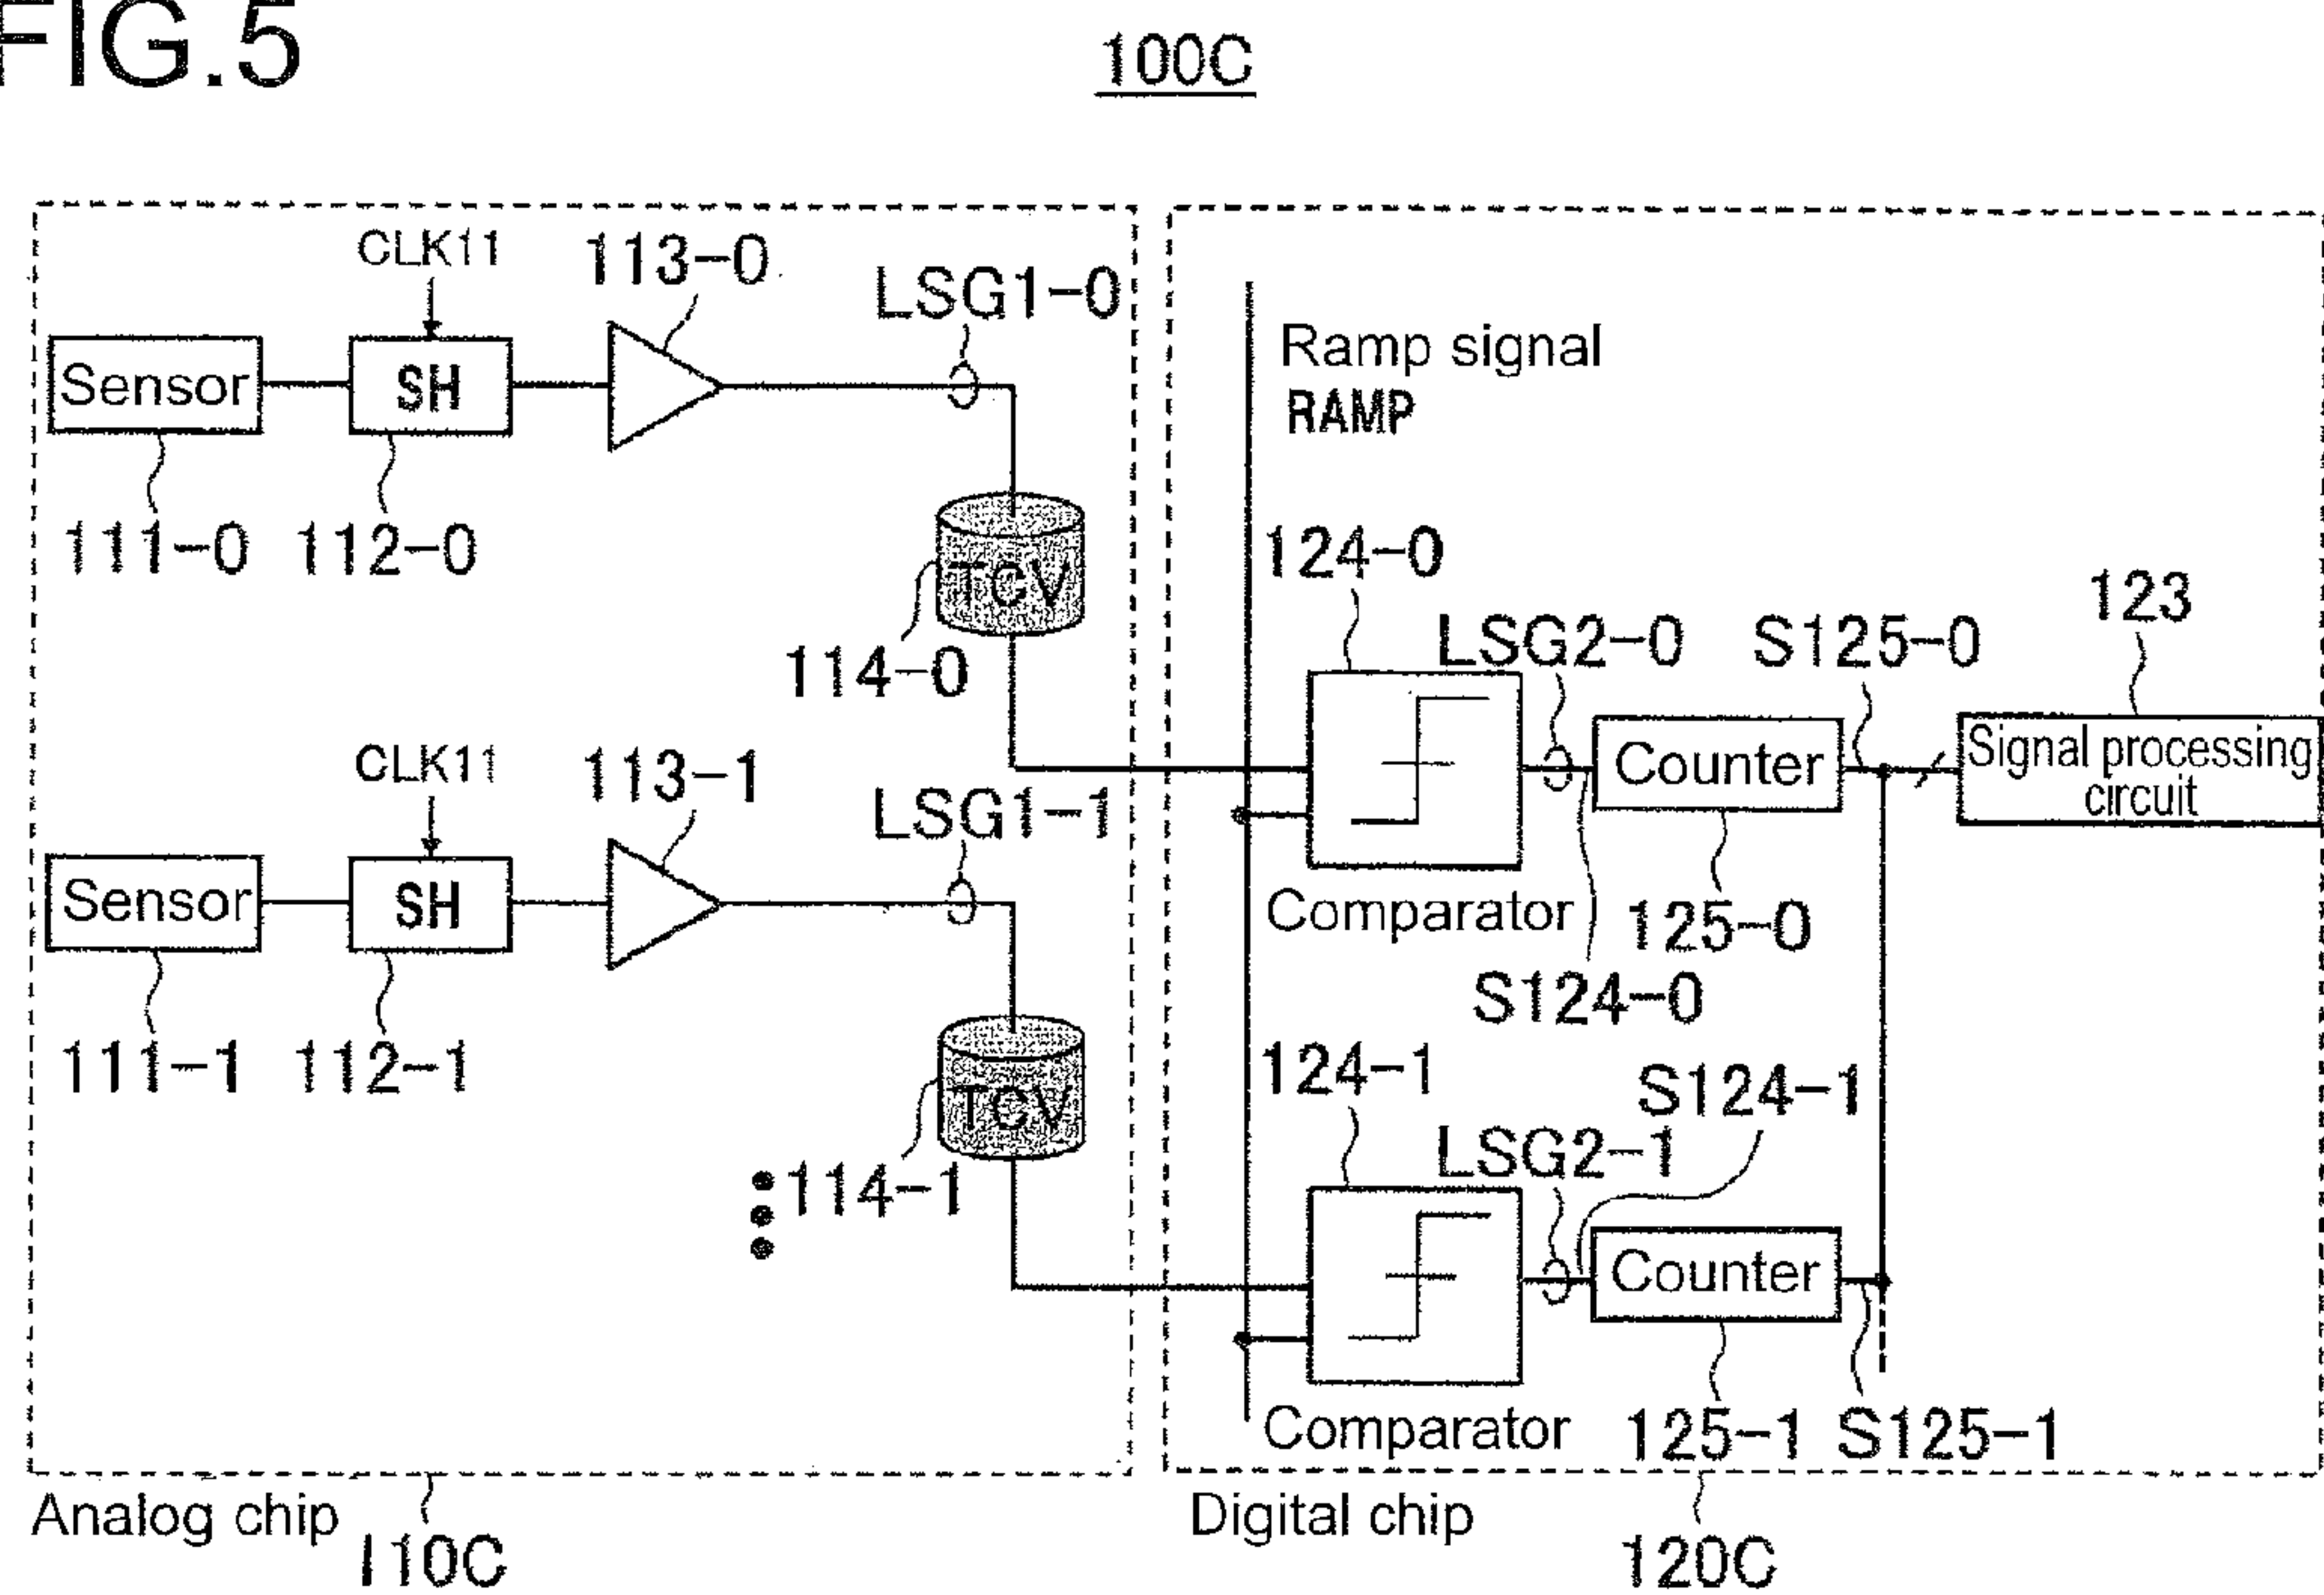 FIG.5
100C
CLK11
113-0
LSG1-0
Sensor
SH
Ramp signal
RAMP
111-0
112-0
TCV
114-0
124-0
LSG2-0
S125-0
123
Counter
Signal processing
circuit
Comparator
125-0
S124-0
CLK11
113-1
LSG1-1
Sensor
SH
111-1
112-1
TCV
114-1
124-1
S124-1
LSG2-1
Counter
Comparator
125-1
S125-1
Analog chip
110C
Digital chip
120C